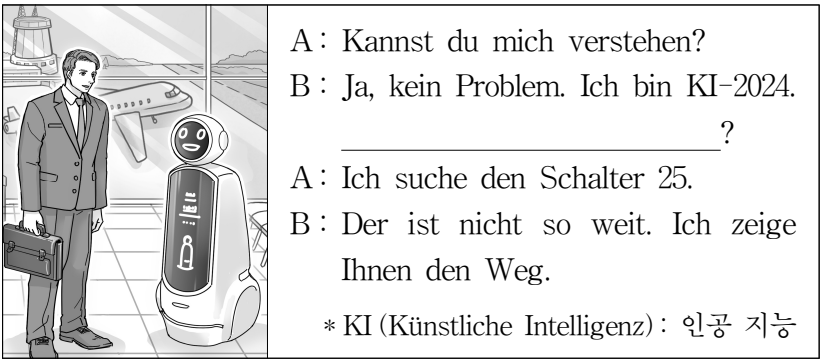 A : Kannst du mich verstehen?
B : Ja, kein Problem. Ich bin KI-2024.
____________________?
A : Ich suche den Schalter 25.
B : Der ist nicht so weit. Ich zeige
Ihnen den Weg.
* KI (Künstliche Intelligenz) : 인공 지능